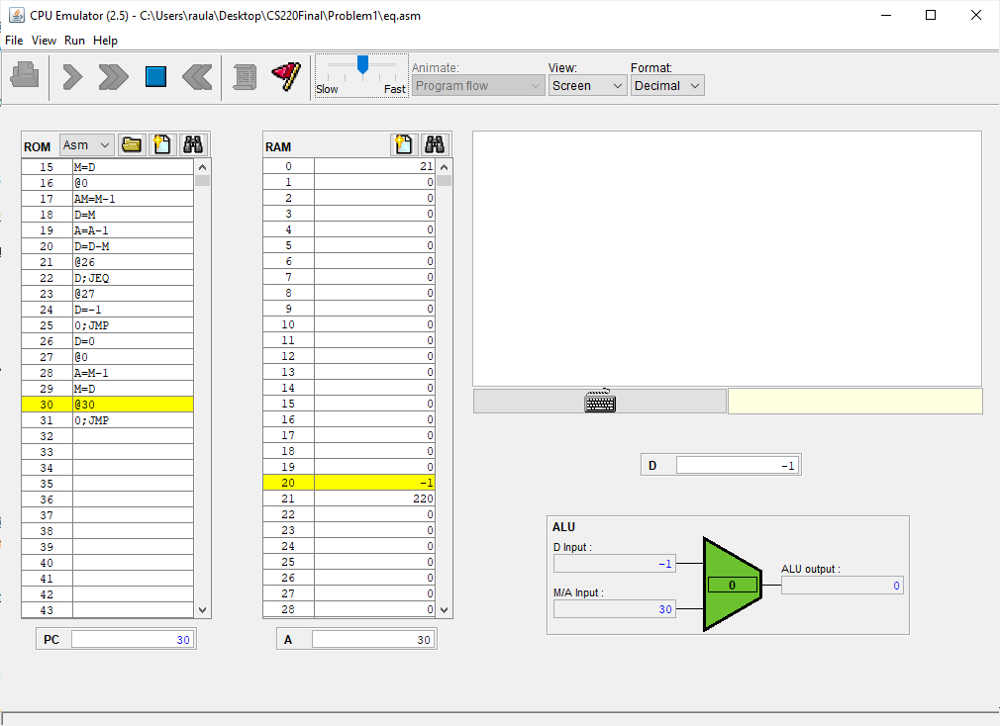 CPU Emulator (2.5) - C:\Users\raula\Desktop\CS220Final\Problem1\eq.asm
File View Run Help
Slow Fast
Animate:
Program flow
View:
Screen
Format:
Decimal
ROM Asm
15 M=D
16 @0
17 AM=M-1
18 D=M
19 A=A-1
20 D=D-M
21 @26
22 D;JEQ
23 @27
24 D=-1
25 0;JMP
26 D=0
27 @0
28 A=M-1
29 M=D
30 @30
31 0;JMP
32
33
34
35
36
37
38
39
40
41
42
43
PC 30
RAM
0 21
1 0
2 0
3 0
4 0
5 0
6 0
7 0
8 0
9 0
10 0
11 0
12 0
13 0
14 0
15 0
16 0
17 0
18 0
19 0
20 -1
21 220
22 0
23 0
24 0
25 0
26 0
27 0
28 0
A 30
D -1
ALU
D Input :
-1
M/A Input :
30
0
ALU output :
0